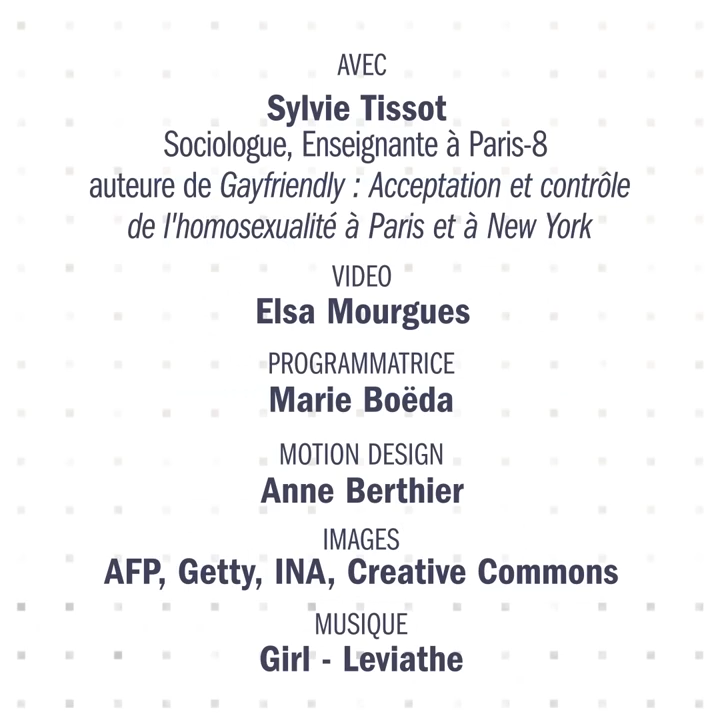 AVEC
Sylvie Tissot
Sociologue, Enseignante à Paris-8
auteure de Gayfriendly : Acceptation et contrôle
de l'homosexualité à Paris et à New York
VIDEO
Elsa Mourgues
PROGRAMMATRICE
Marie Boëda
MOTION DESIGN
Anne Berthier
IMAGES
AFP, Getty, INA, Creative Commons
MUSIQUE
Girl - Leviathe